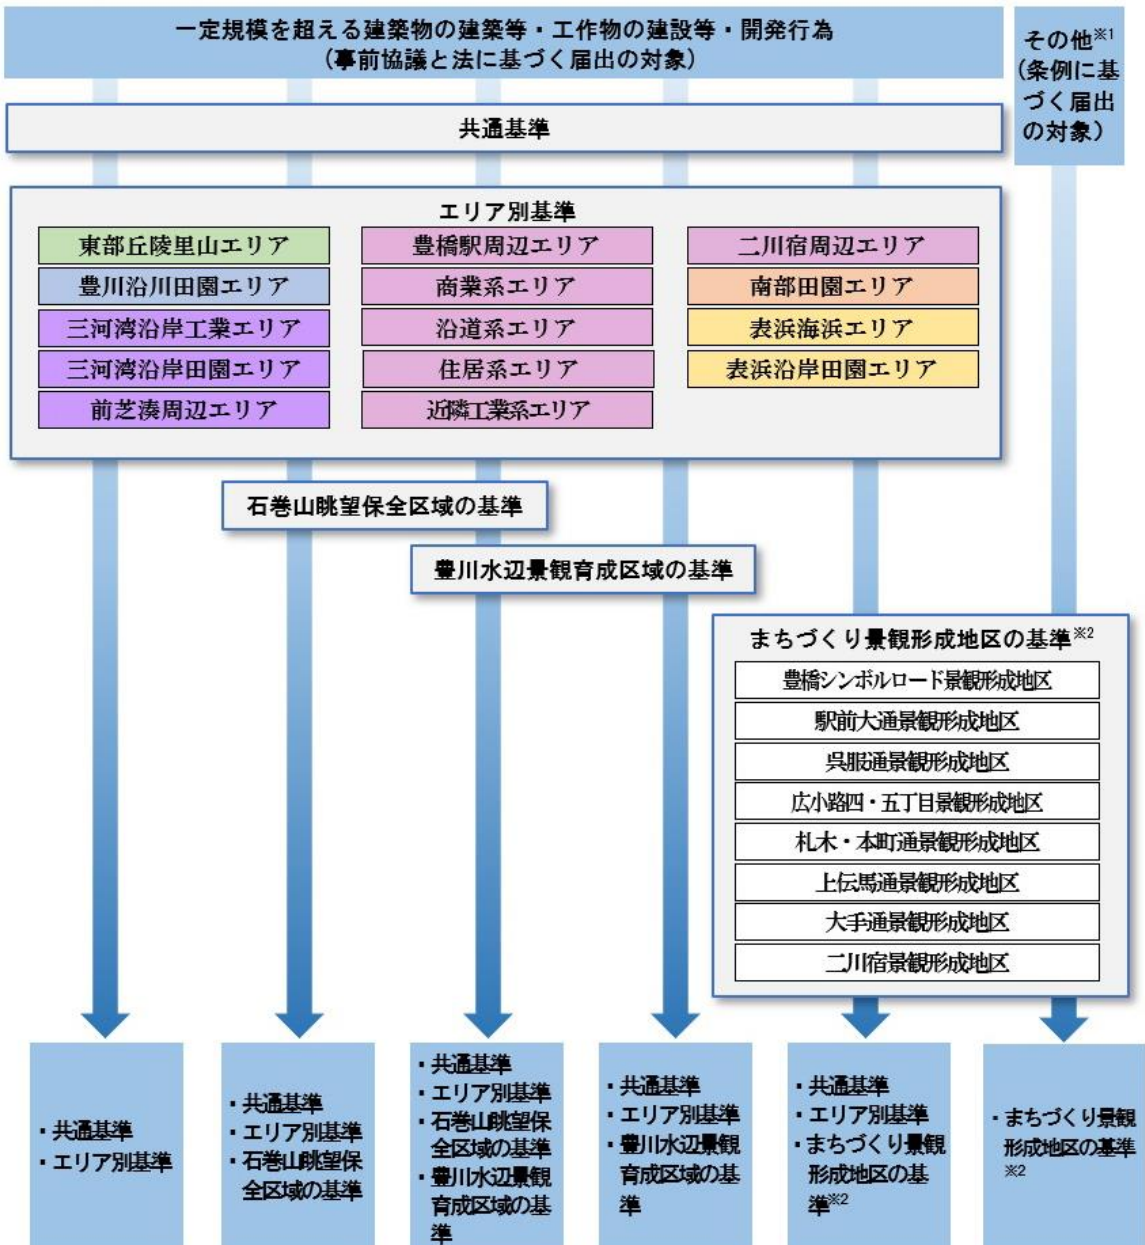 一定規模を超える建築物の建築等・工作物の建設等・開発行為
(事前協議と法に基づく届出の対象)
その他※1
(条例に基
づく届出
の対象)
共通基準
エリア別基準
東部丘陵里山エリア
豊川沿川田園エリア
三河湾沿岸工業エリア
三河湾沿岸田園エリア
前芝湊周辺エリア
豊橋駅周辺エリア
商業系エリア
沿道系エリア
住居系エリア
近隣工業系エリア
二川宿周辺エリア
南部田園エリア
表浜海浜エリア
表浜沿岸田園エリア
石巻山眺望保全区域の基準
豊川水辺景観育成区域の基準
まちづくり景観形成地区の基準※2
豊橋シンボルロード景観形成地区
駅前大通景観形成地区
呉服通景観形成地区
広小路四・五丁目景観形成地区
札木・本町通景観形成地区
上伝馬通景観形成地区
大手通景観形成地区
二川宿景観形成地区
・共通基準
・エリア別基準
・共通基準
・エリア別基準
・石巻山眺望保
全区域の基準
・共通基準
・エリア別基準
・石巻山眺望保
全区域の基準
・豊川水辺景観
育成区域の基
準
・共通基準
・エリア別基準
・豊川水辺景観
育成区域の基
準
・共通基準
・エリア別基準
・まちづくり景観
形成地区の基
準※2
・まちづくり景観
形成地区の基準
※2